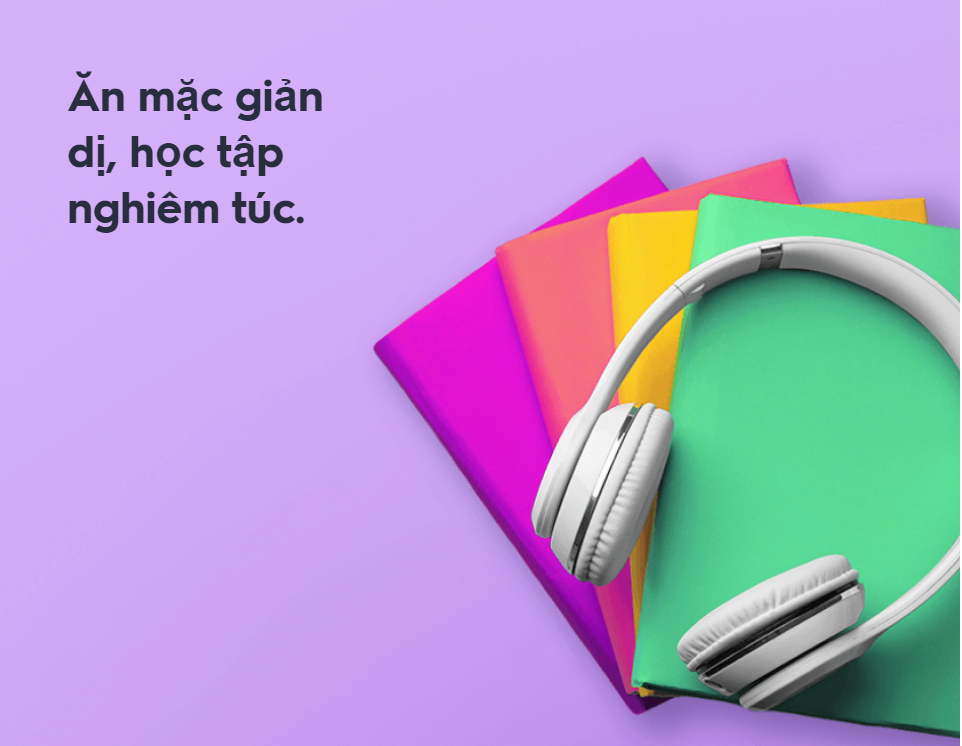 Ăn mặc giản
dị, học tập
nghiêm túc.